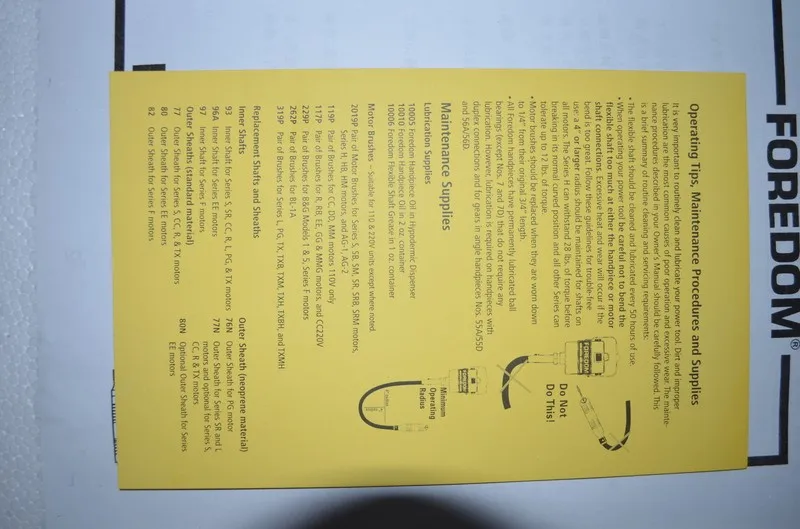 FOREDOM®
Operating Tips, Maintenance Procedures and Supplies
It is very important to routinely clean and lubricate your power tool. Dirt and improper
lubrication are the most common causes of poor operation and excessive wear. The mainte-
nance procedures described in your Owner's Manual should be carefully followed. This
is a brief summary of routine cleaning and servicing requirements.
• The flexible shaft should be cleaned and lubricated every 50 hours of use.
• When operating your power tool be careful not to bend the
flexible shaft too much at either the handpiece or motor
shaft connections. Excessive heat and wear will occur if the
bend is too great. Follow these guidelines for trouble-free
use: a 4" or larger radius should be maintained for shafts on
all motors. The Series H can withstand 28 lbs. of torque before
breaking in its normal curved position and all other Series can
tolerate up to 12 lbs. of torque.
• Motor brushes should be replaced when they are worn down
to 1/4" from their original 3/4" length.
• All Foredom handpieces have permanently lubricated ball
bearings (except Nos. 7 and 7D) that do not require any
lubrication. However, lubrication is required on handpieces with
duplex connections and for gears in angle handpieces Nos. 55A/55D
and 56A/56D.
Do Not
Do This!
Minimum
Operating
Radius
FOREDOM
FOREDOM
Maintenance Supplies
Lubrication Supplies
10005 Foredom Handpiece Oil in Hypodermic Dispenser
10010 Foredom Handpiece Oil in 2 oz. container
10006 Foredom Flexible Shaft Grease in 1 oz. container
Motor Brushes – Suitable for 110 & 220V units except where noted.
2019P Pair of Motor Brushes for Series S, SB, SM, SR, SRB, SRM motors,
Series H, HB, HM motors, and AG-1, AG-2
119P Pair of Brushes for CC, DD, MM motors 110V only
117P Pair of Brushes for R, RR, EE, GG & MMG motors, and CC220V
229P Pair of Brushes for B&G Models 1 & 5; Series F motors
262P Pair of Brushes for BL-1A
319P Pair of Brushes for Series L, PG, TX, TXB, TXM, TXH, TXBH, and TXMH
Replacement Shafts and Sheaths
Inner Shafts
93 Inner Shaft for Series S, SR, CC, R, L, PG, & TX motors
96A Inner Shaft for Series EE motors
97 Inner Shaft for Series F motors
Outer Sheaths (standard material)
77 Outer Sheath for Series S, CC, R, & TX motors
80 Outer Sheath for Series EE motors
82 Outer Sheath for Series F motors
Outer Sheath (neoprene material)
76N Outer Sheath for PG motor
77N Outer Sheath for Series SR and L
motors and optional for Series S,
CC, R & TX motors
80N Optional Outer Sheath for Series
EE motors